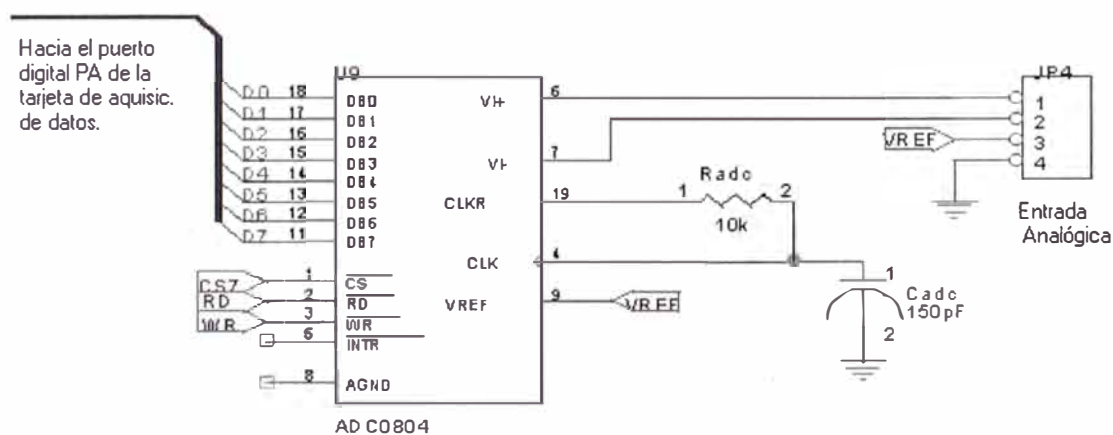 Hacia el puerto
digital PA de la
tarjeta de aquisic.
de datos.
U9
D0 18 DB0
D1 17 DB1
D2 16 DB2
D3 15 DB3
D4 14 DB4
D5 13 DB5
D6 12 DB6
D7 11 DB7
CS7 1 CS
RD 2 RD
WR 3 WR
5 INTR
8 AGND
VI+ 6
VI- 7
CLKR 19
CLK 4
VREF 9 VREF
ADC0804
Radc
1 2
10k
1
Cadc
150pF
2
JP4
1
2
VREF 3
4
Entrada
Analógica